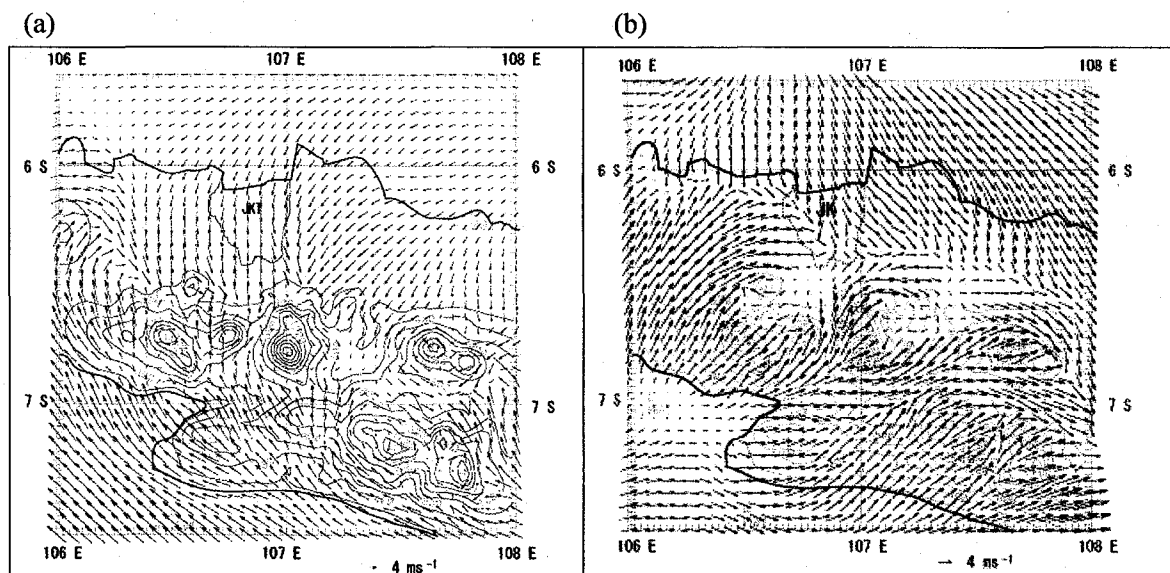 (a) (b)
106 E 107 E 108 E 106 E 107 E 108 E
6 S 6 S 6 S 6 S
JKT JK
7 S 7 S 7 S 7 S
106 E 107 E 108 E 106 E 107 E 108 E
4 ms⁻¹ 4 ms⁻¹